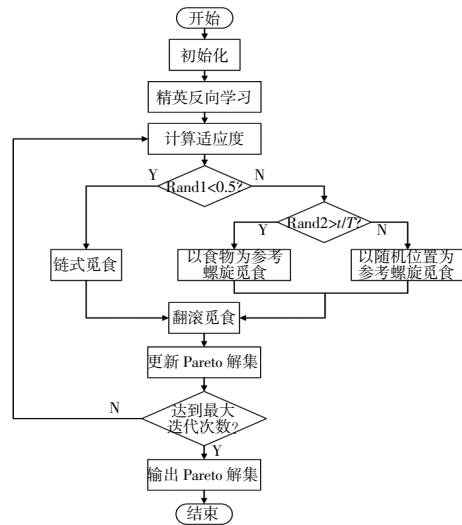 开始
初始化
精英反向学习
计算适应度
Y
Rand1<0.5?
N
Y
Rand2>t/T?
N
链式觅食
以食物为参考
螺旋觅食
以随机位置为
参考螺旋觅食
翻滚觅食
更新 Pareto 解集
N
达到最大
迭代次数?
Y
输出 Pareto 解集
结束